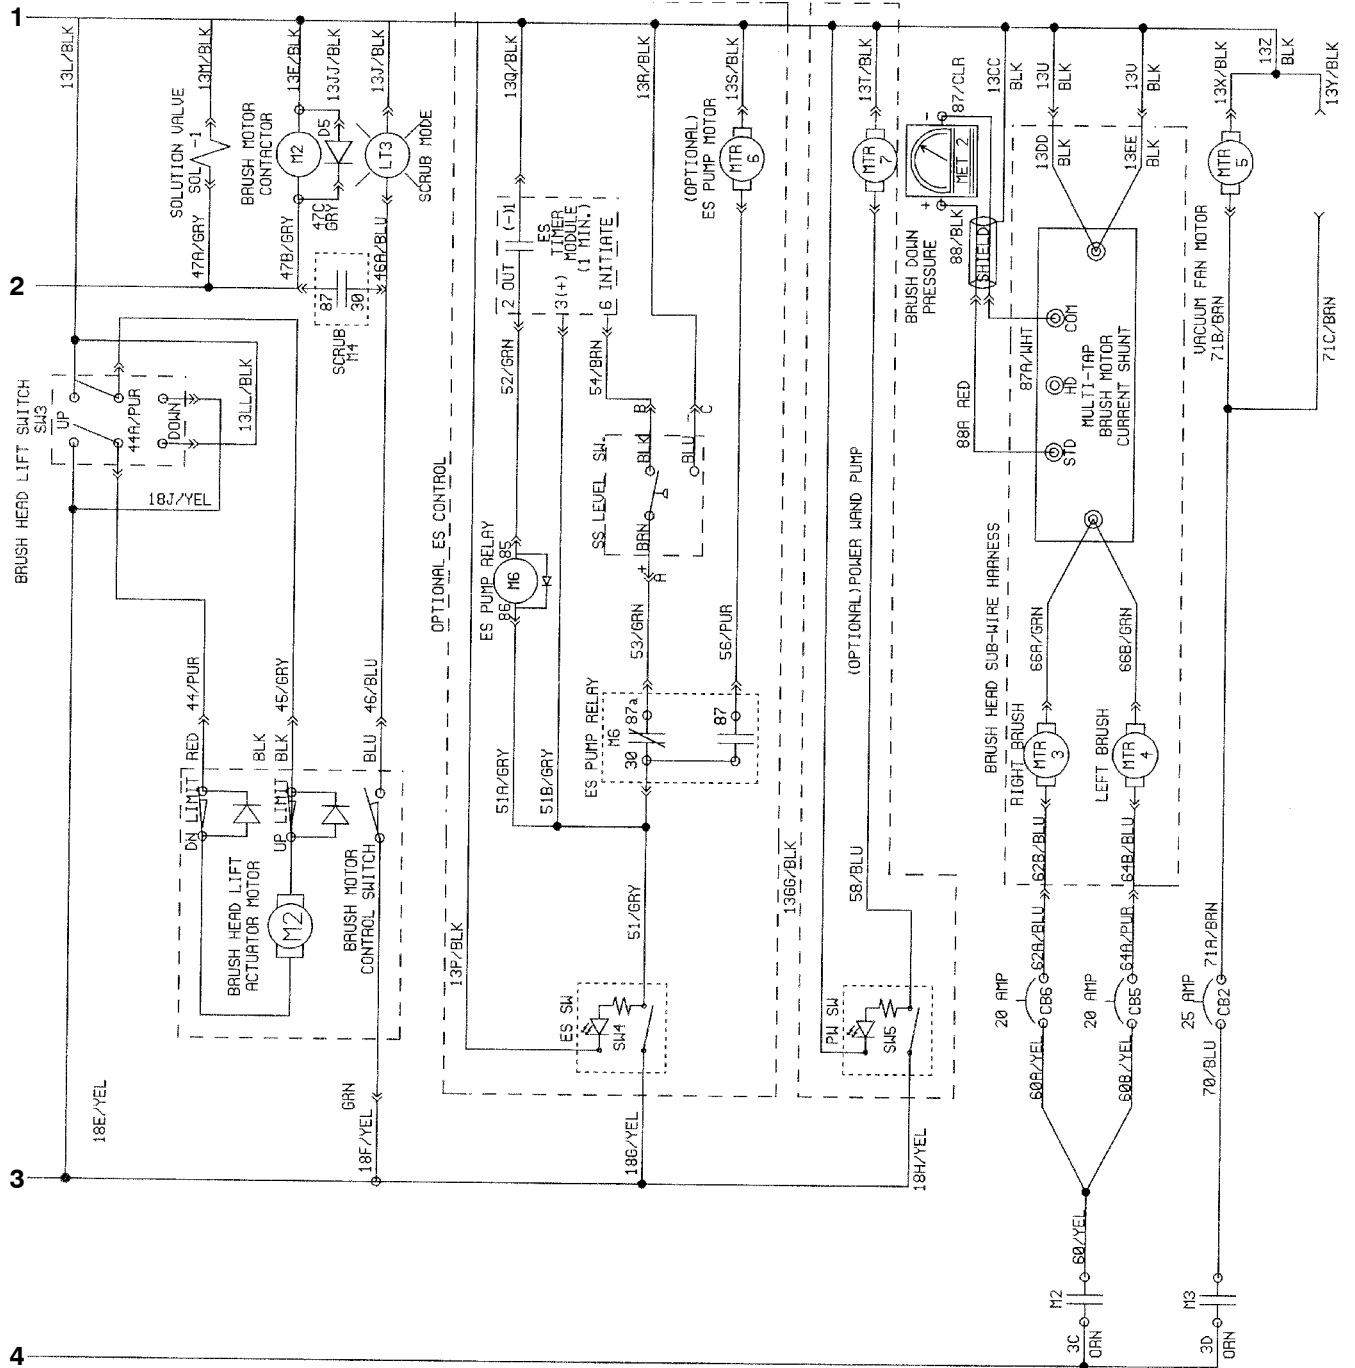 1
13L/BLK
13M/BLK
13E/BLK
13JJ/BLK
13J/BLK
13Q/BLK
13R/BLK
13S/BLK
13T/BLK
87/CLR
13CC
BLK
13U
BLK
13V
BLK
13X/BLK
13Z
BLK
13Y/BLK
SOLUTION VALVE
SOL -1
BRUSH MOTOR
CONTACTOR
M2
D5
LT3
SCRUB MODE
47A/GRY
47B/GRY
47C
GRY
46A/BLU
(-)1
ES
TIMER
MODULE
(1 MIN.)
2 OUT
3(+)
6 INITIATE
(OPTIONAL)
ES PUMP MOTOR
MTR
6
MTR
7
-
MET 2
+
88/BLK
SHIELD
BRUSH DOWN
PRESSURE
13DD
BLK
13EE
BLK
MTR
5
VACUUM FAN MOTOR
71B/BRN
71C/BRN
2
87
30
SCRUB
M4
BRUSH HEAD LIFT SWITCH
SW3
UP
44A/PUR
DOWN
13LL/BLK
18J/YEL
52/GRN
54/BRN
B
C
BLK
BLU
SS LEVEL SW.
BRN
+
A
87A/WHT
88A RED
COM
HD
STD
MULTI-TAP
BRUSH MOTOR
CURRENT SHUNT
OPTIONAL ES CONTROL
ES PUMP RELAY
85
M6
86
53/GRN
56/PUR
(OPTIONAL) POWER WAND PUMP
BRUSH HEAD SUB-WIRE HARNESS
66A/GRN
66B/GRN
RIGHT BRUSH
MTR
3
LEFT BRUSH
MTR
4
44/PUR
45/GRY
46/BLU
RED
BLK
BLK
BLU
DN LIMIT
UP LIMIT
BRUSH HEAD LIFT
ACTUATOR MOTOR
M2
BRUSH MOTOR
CONTROL SWITCH
51A/GRY
51B/GRY
ES PUMP RELAY
M6
30
87a
87
13GG/BLK
58/BLU
62B/BLU
64B/BLU
13P/BLK
51/GRY
ES SW
SW4
PW SW
SW5
62A/BLU
64A/PUR
71A/BRN
20 AMP
CB6
20 AMP
CB5
25 AMP
CB2
60A/YEL
60B/YEL
70/BLU
18E/YEL
GRN
18F/YEL
18G/YEL
18H/YEL
3
60/YEL
M2
M3
3C
ORN
3D
ORN
4